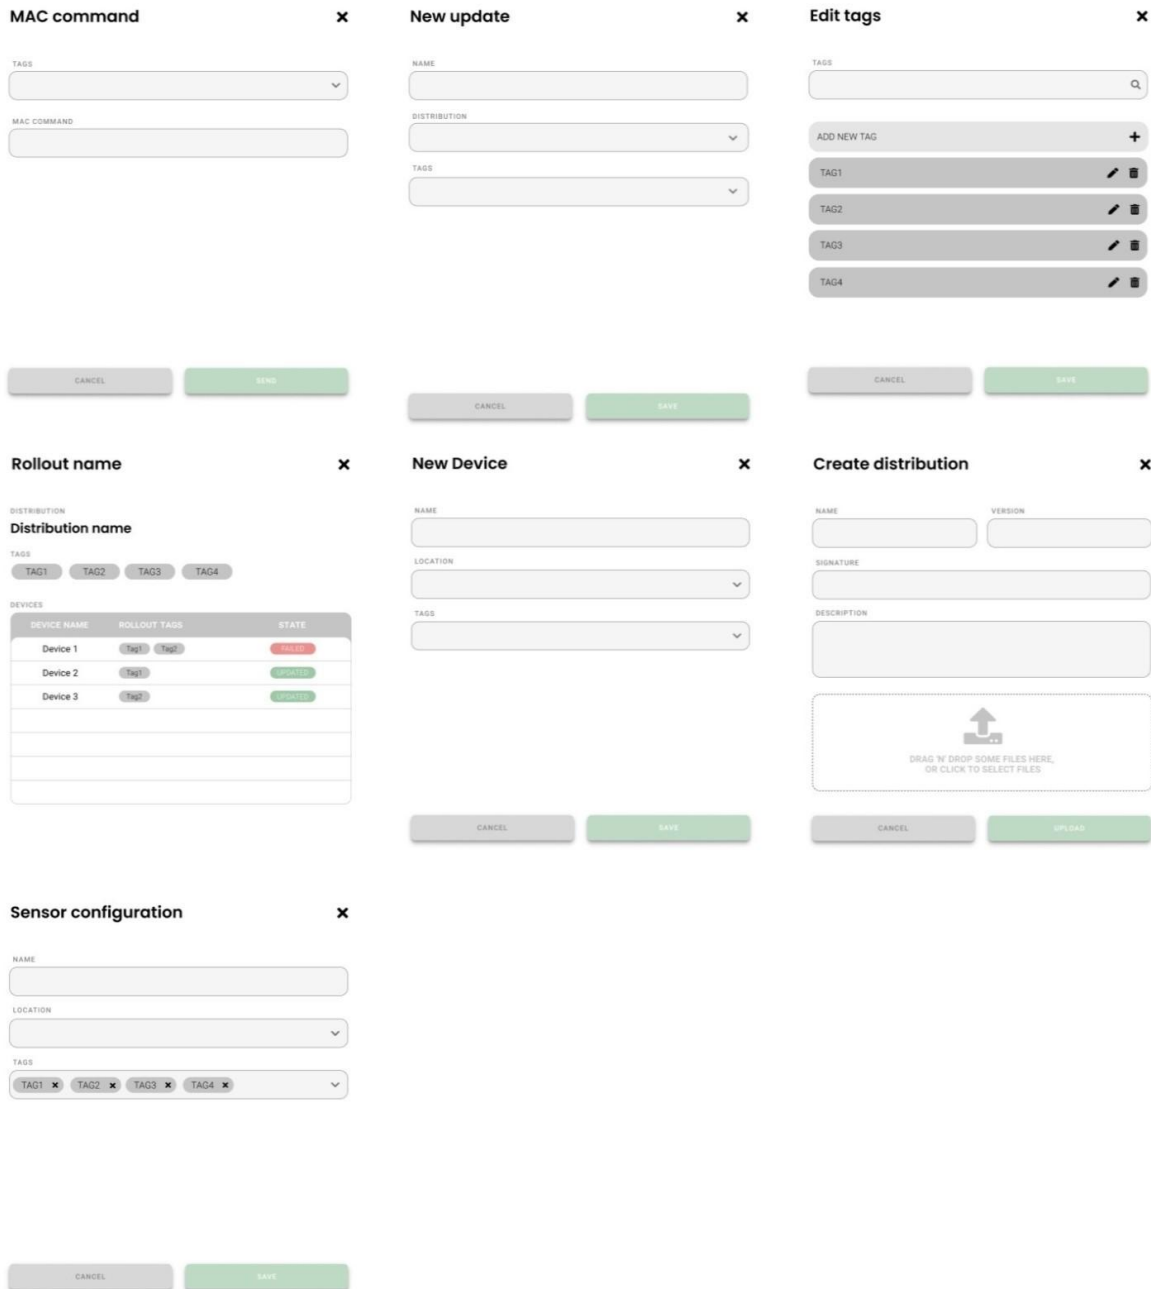 MAC command
TAGS
MAC COMMAND
CANCEL SEND
New update
NAME
DISTRIBUTION
TAGS
CANCEL SAVE
Edit tags
TAGS
ADD NEW TAG
TAG1
TAG2
TAG3
TAG4
CANCEL SAVE
Rollout name
DISTRIBUTION
Distribution name
TAGS
TAG1 TAG2 TAG3 TAG4
DEVICES
DEVICE NAME ROLLOUT TAGS STATE
Device 1 Tag1 Tag2 FAILED
Device 2 Tag1 UPDATED
Device 3 Tag2 UPDATED
New Device
NAME
LOCATION
TAGS
CANCEL SAVE
Create distribution
NAME VERSION
SIGNATURE
DESCRIPTION
DRAG 'N' DROP SOME FILES HERE,
OR CLICK TO SELECT FILES
CANCEL UPLOAD
Sensor configuration
NAME
LOCATION
TAGS
TAG1 TAG2 TAG3 TAG4
CANCEL SAVE